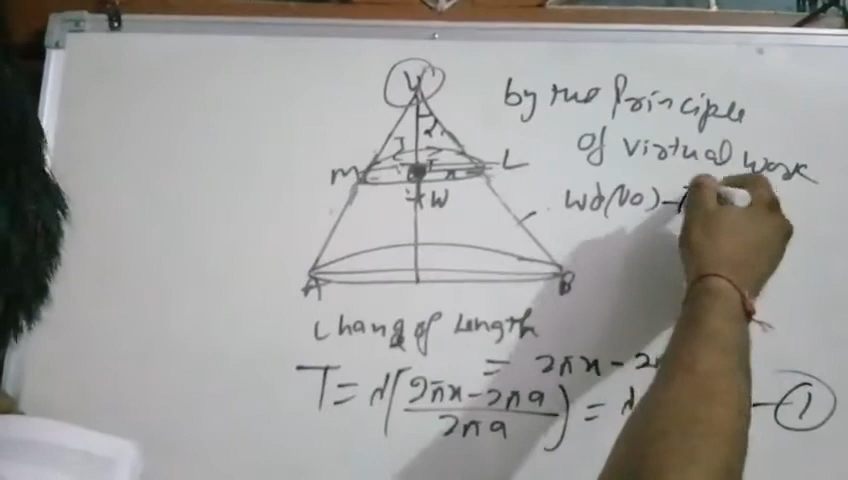 V
by the Principle
of virtual work
α
T T
M L
O x
W
Wδ(VO) -
A B
Change of Length
= 2πx - 2
T = λ(2πx - 2πa / 2πa) = λ - ①